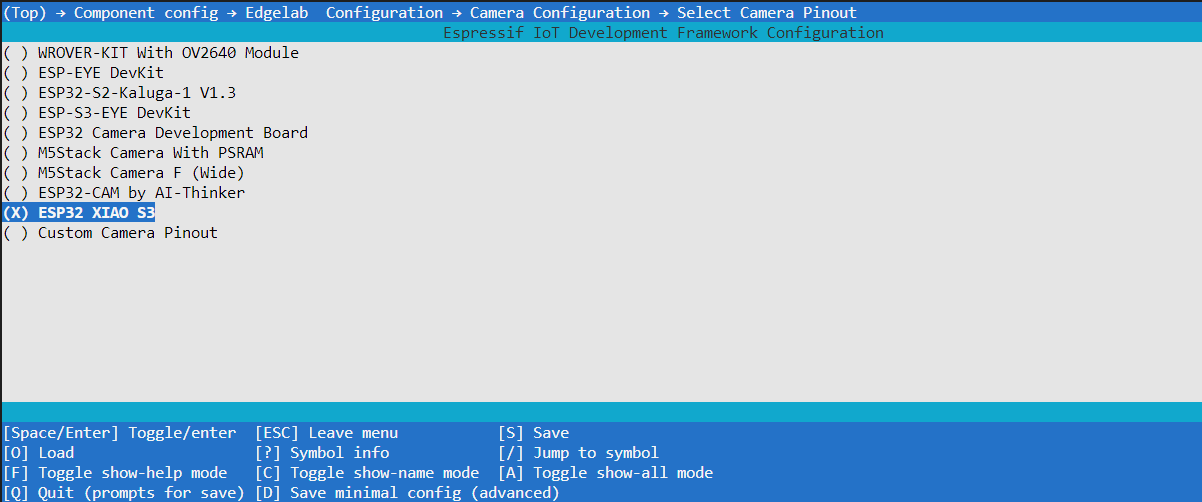 (Top) → Component config → Edgelab  Configuration → Camera Configuration → Select Camera Pinout
Espressif IoT Development Framework Configuration
( ) WROVER-KIT With OV2640 Module
( ) ESP-EYE DevKit
( ) ESP32-S2-Kaluga-1 V1.3
( ) ESP-S3-EYE DevKit
( ) ESP32 Camera Development Board
( ) M5Stack Camera With PSRAM
( ) M5Stack Camera F (Wide)
( ) ESP32-CAM by AI-Thinker
(X) ESP32 XIAO S3
( ) Custom Camera Pinout
[Space/Enter] Toggle/enter  [ESC] Leave menu           [S] Save
[O] Load                    [?] Symbol info            [/] Jump to symbol
[F] Toggle show-help mode   [C] Toggle show-name mode  [A] Toggle show-all mode
[Q] Quit (prompts for save) [D] Save minimal config (advanced)